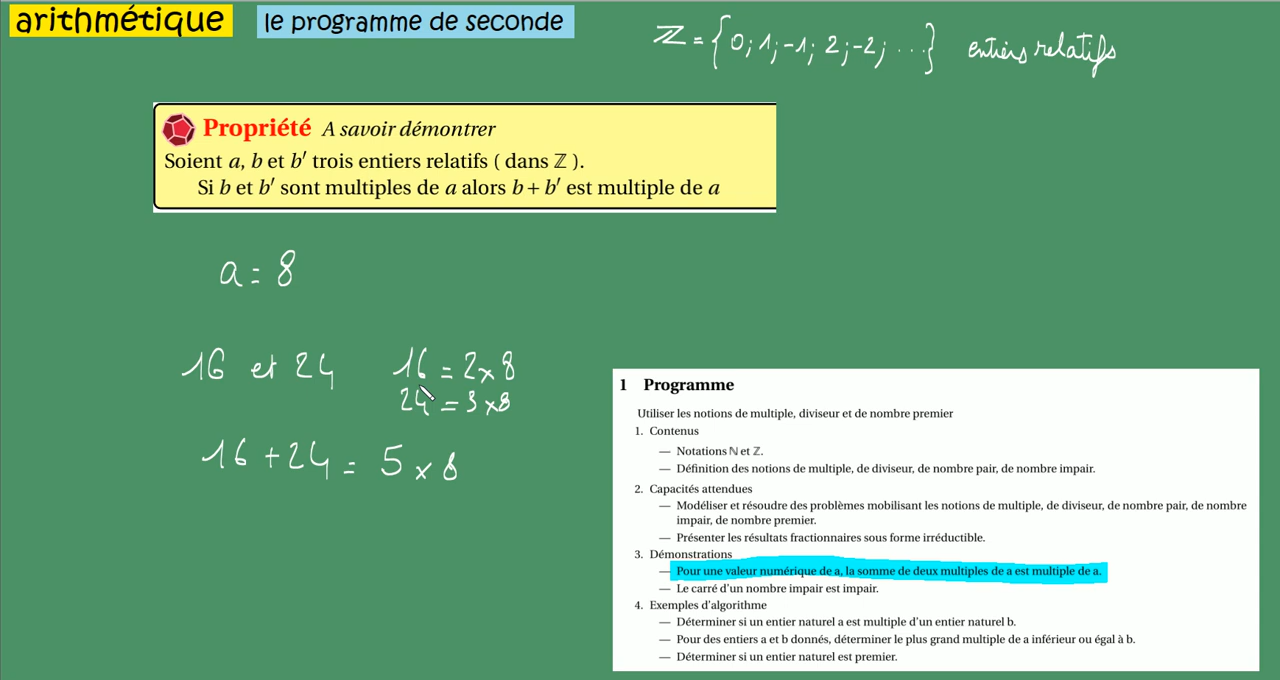 arithmétique le programme de seconde
ℤ = {0; 1; -1; 2; -2; ...} entiers relatifs
Propriété A savoir démontrer
Soient a, b et b′ trois entiers relatifs ( dans ℤ ).
Si b et b′ sont multiples de a alors b + b′ est multiple de a
a = 8
16 et 24 16 = 2 × 8
24 = 3 × 8
16 + 24 = 5 × 8
1 Programme
Utiliser les notions de multiple, diviseur et de nombre premier
1. Contenus
— Notations ℕ et ℤ.
— Définition des notions de multiple, de diviseur, de nombre pair, de nombre impair.
2. Capacités attendues
— Modéliser et résoudre des problèmes mobilisant les notions de multiple, de diviseur, de nombre pair, de nombre
impair, de nombre premier.
— Présenter les résultats fractionnaires sous forme irréductible.
3. Démonstrations
— Pour une valeur numérique de a, la somme de deux multiples de a est multiple de a.
— Le carré d'un nombre impair est impair.
4. Exemples d'algorithme
— Déterminer si un entier naturel a est multiple d'un entier naturel b.
— Pour des entiers a et b donnés, déterminer le plus grand multiple de a inférieur ou égal à b.
— Déterminer si un entier naturel est premier.